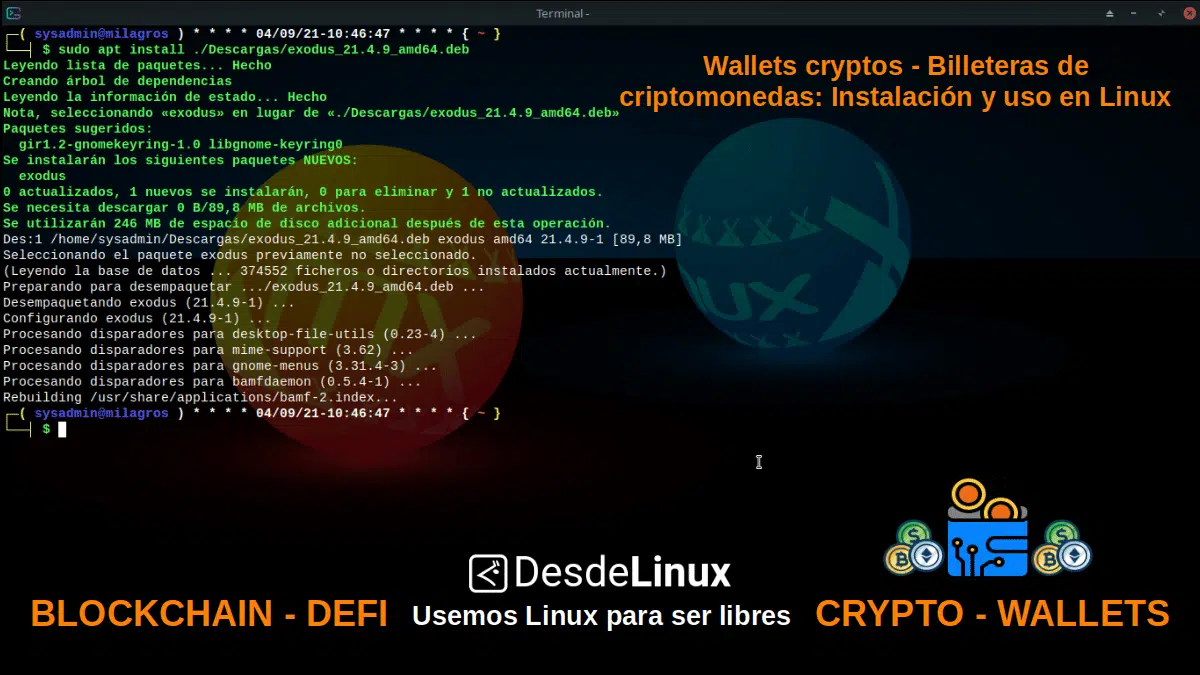 Terminal -
( sysadmin@milagros ) * * * * 04/09/21-10:46:47 * * * * { ~ }
$ sudo apt install ./Descargas/exodus_21.4.9_amd64.deb
Leyendo lista de paquetes... Hecho
Creando árbol de dependencias
Leyendo la información de estado... Hecho
Nota, seleccionando «exodus» en lugar de «./Descargas/exodus_21.4.9_amd64.deb»
Paquetes sugeridos:
gir1.2-gnomekeyring-1.0 libgnome-keyring0
Se instalarán los siguientes paquetes NUEVOS:
exodus
0 actualizados, 1 nuevos se instalarán, 0 para eliminar y 1 no actualizados.
Se necesita descargar 0 B/89,8 MB de archivos.
Se utilizarán 246 MB de espacio de disco adicional después de esta operación.
Des:1 /home/sysadmin/Descargas/exodus_21.4.9_amd64.deb exodus amd64 21.4.9-1 [89,8 MB]
Seleccionando el paquete exodus previamente no seleccionado.
(Leyendo la base de datos ... 374552 ficheros o directorios instalados actualmente.)
Preparando para desempaquetar .../exodus_21.4.9_amd64.deb ...
Desempaquetando exodus (21.4.9-1) ...
Configurando exodus (21.4.9-1) ...
Procesando disparadores para desktop-file-utils (0.23-4) ...
Procesando disparadores para mime-support (3.62) ...
Procesando disparadores para gnome-menus (3.31.4-3) ...
Procesando disparadores para bamfdaemon (0.5.4-1) ...
Rebuilding /usr/share/applications/bamf-2.index...
( sysadmin@milagros ) * * * * 04/09/21-10:46:47 * * * * { ~ }
$
Wallets cryptos - Billeteras de
criptomonedas: Instalación y uso en Linux
DesdeLinux
BLOCKCHAIN - DEFI
Usemos Linux para ser libres
CRYPTO - WALLETS